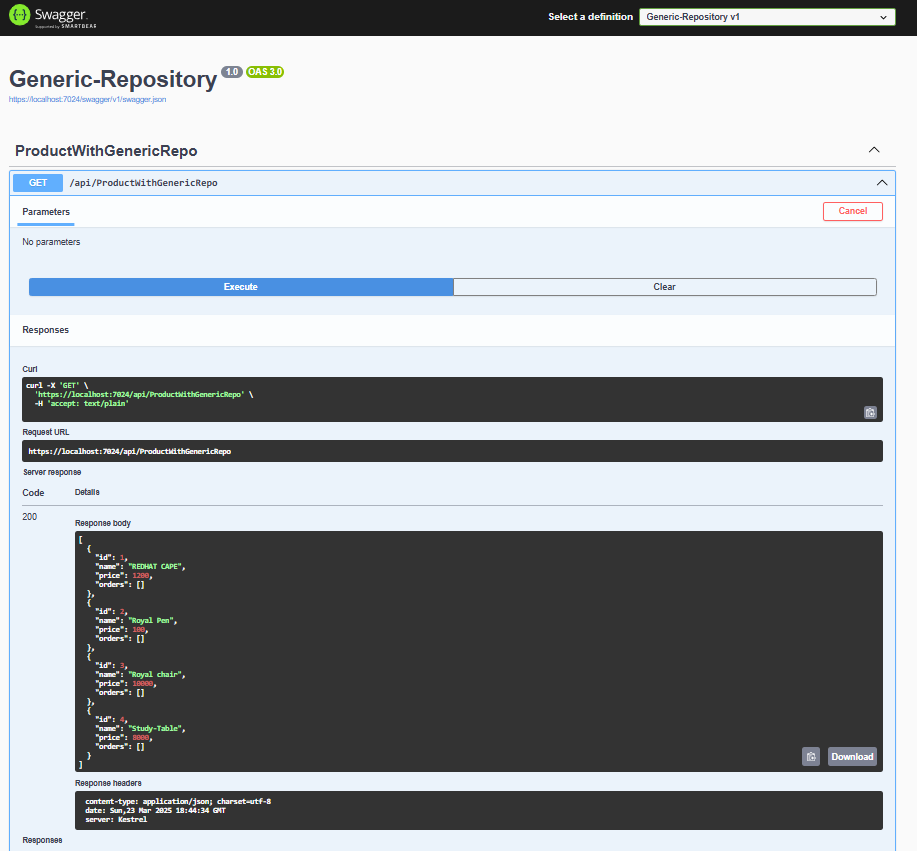 Swagger.
Supported by SMARTBEAR
Select a definition
Generic-Repository v1
Generic-Repository 1.0 OAS 3.0
https://localhost:7024/swagger/v1/swagger.json
ProductWithGenericRepo
GET /api/ProductWithGenericRepo
Parameters
Cancel
No parameters
Execute
Clear
Responses
Curl
curl -X 'GET' \
  'https://localhost:7024/api/ProductWithGenericRepo' \
  -H 'accept: text/plain'
Request URL
https://localhost:7024/api/ProductWithGenericRepo
Server response
Code Details
200
Response body
[
  {
    "id": 1,
    "name": "REDHAT CAPE",
    "price": 1200,
    "orders": []
  },
  {
    "id": 2,
    "name": "Royal Pen",
    "price": 100,
    "orders": []
  },
  {
    "id": 3,
    "name": "Royal chair",
    "price": 10000,
    "orders": []
  },
  {
    "id": 4,
    "name": "Study-Table",
    "price": 8000,
    "orders": []
  }
]
Download
Response headers
content-type: application/json; charset=utf-8
date: Sun,23 Mar 2025 18:44:34 GMT
server: Kestrel
Responses